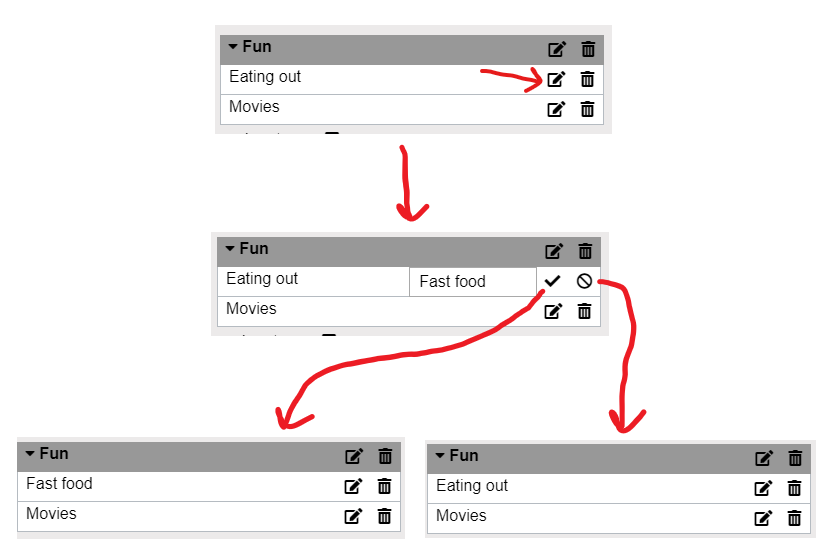 Fun
Eating out
Movies
Fun
Eating out Fast food
Movies
Fun
Fast food
Movies
Fun
Eating out
Movies